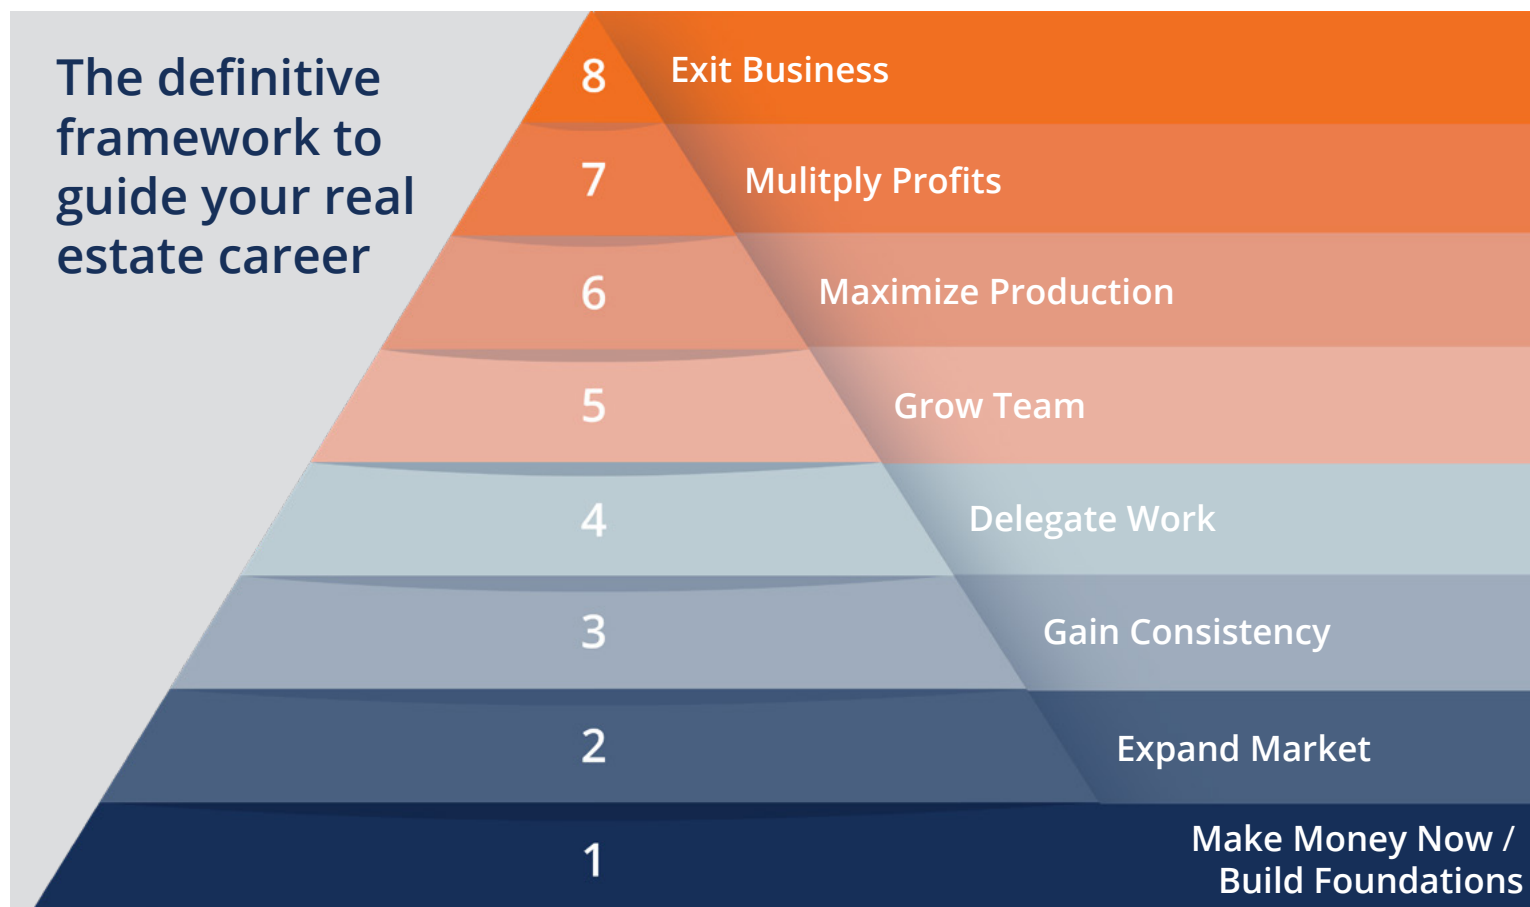 The definitive
framework to
guide your real
estate career
8 Exit Business
7 Mulitply Profits
6 Maximize Production
5 Grow Team
4 Delegate Work
3 Gain Consistency
2 Expand Market
1 Make Money Now /
Build Foundations